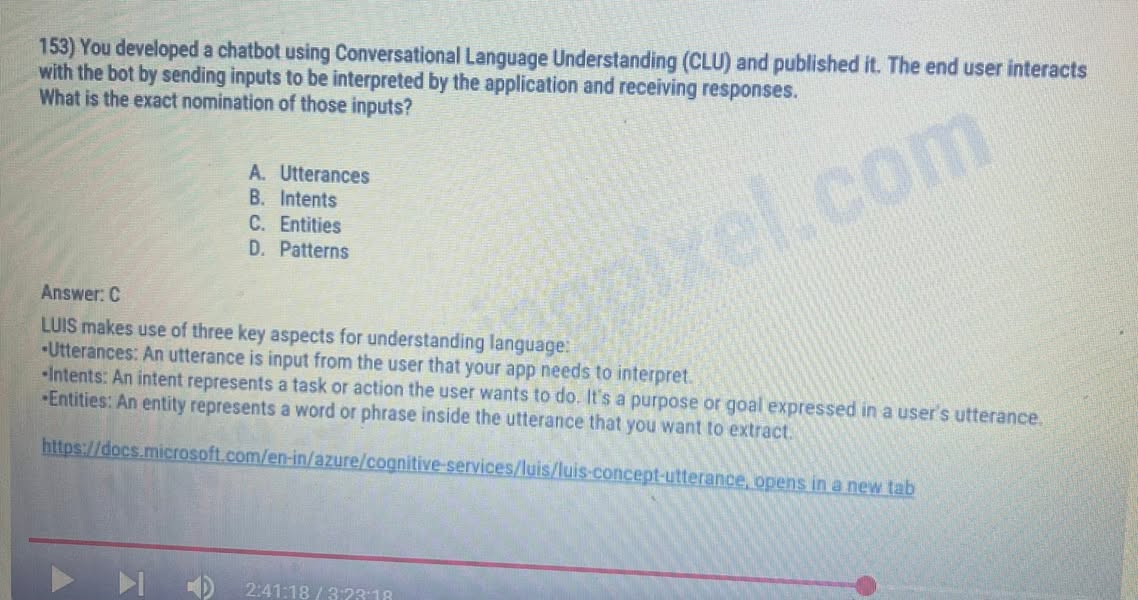 153) You developed a chatbot using Conversational Language Understanding (CLU) and published it. The end user interacts
with the bot by sending inputs to be interpreted by the application and receiving responses.
What is the exact nomination of those inputs?
A. Utterances
B. Intents
C. Entities
D. Patterns
Answer: C
LUIS makes use of three key aspects for understanding language:
•Utterances: An utterance is input from the user that your app needs to interpret.
•Intents: An intent represents a task or action the user wants to do. It's a purpose or goal expressed in a user's utterance.
•Entities: An entity represents a word or phrase inside the utterance that you want to extract.
https://docs.microsoft.com/en-in/azure/cognitive-services/luis/luis-concept-utterance, opens in a new tab
2:41:18 / 3:23:18